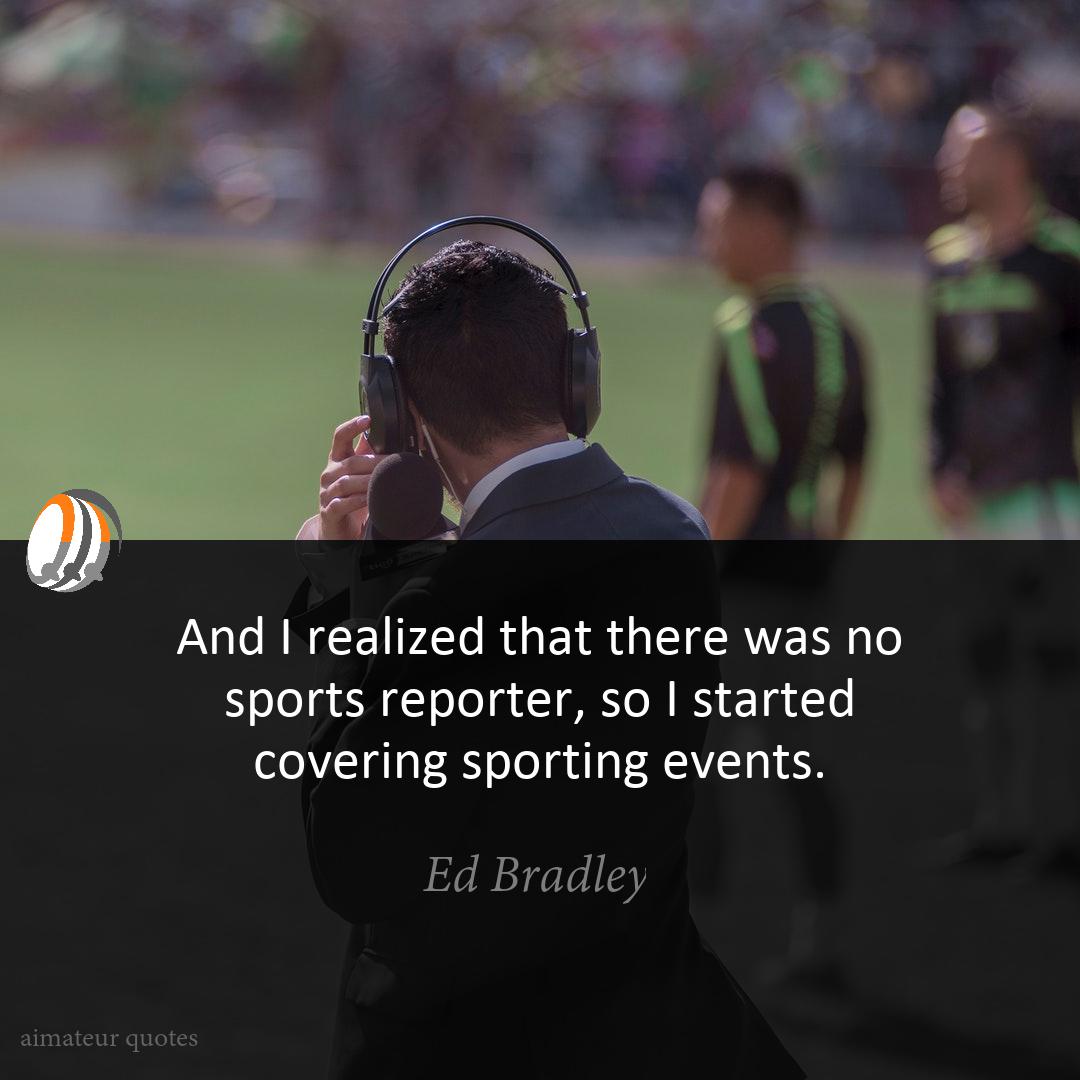 And I realized that there was no
sports reporter, so I started
covering sporting events.
Ed Bradley
aimateur quotes